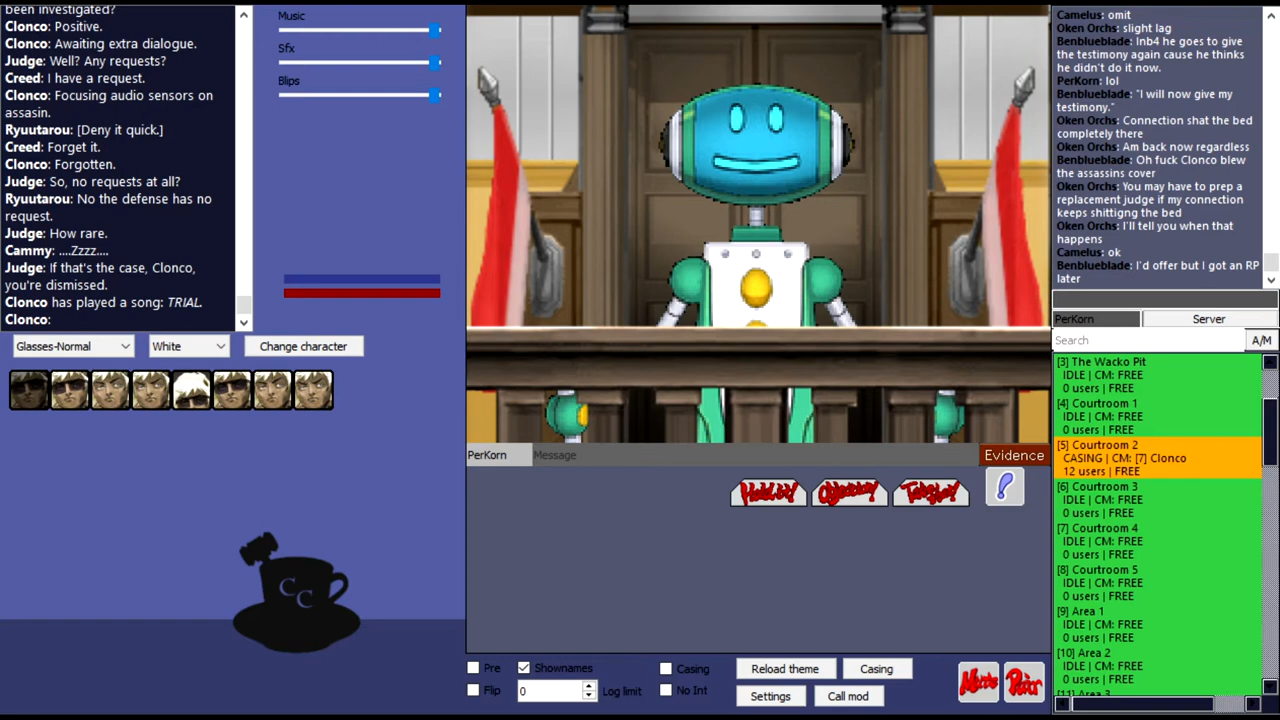 been investigated?
Clonco: Positive.
Clonco: Awaiting extra dialogue.
Judge: Well? Any requests?
Creed: I have a request.
Clonco: Focusing audio sensors on
assasin.
Ryuutarou: [Deny it quick.]
Creed: Forget it.
Clonco: Forgotten.
Judge: So, no requests at all?
Ryuutarou: No the defense has no
request.
Judge: How rare.
Cammy: ....Zzzz....
Judge: If that's the case, Clonco,
you're dismissed.
Clonco has played a song: TRIAL.
Clonco:
Music
Sfx
Blips
Glasses-Normal
White
Change character
CC
PerKorn
Message
Evidence
Hold it!
Objection!
Take that!
!
Pre
Shownames
Flip
0
Log limit
Casing
No Int
Reload theme
Casing
Settings
Call mod
Mute
Pair
Camelus: omit
Oken Orchs: slight lag
Benblueblade: Inb4 he goes to give
the testimony again cause he thinks
he didn't do it now.
PerKorn: lol
Benblueblade: "I will now give my
testimony."
Oken Orchs: Connection shat the bed
completely there
Oken Orchs: Am back now regardless
Benblueblade: Oh fuck Clonco blew
the assassins cover
Oken Orchs: You may have to prep a
replacement judge if my connection
keeps shittigng the bed
Oken Orchs: I'll tell you when that
happens
Camelus: ok
Benblueblade: I'd offer but I got an RP
later
PerKorn
Server
Search
A/M
[3] The Wacko Pit
IDLE | CM: FREE
0 users | FREE
[4] Courtroom 1
IDLE | CM: FREE
0 users | FREE
[5] Courtroom 2
CASING | CM: [7] Clonco
12 users | FREE
[6] Courtroom 3
IDLE | CM: FREE
0 users | FREE
[7] Courtroom 4
IDLE | CM: FREE
0 users | FREE
[8] Courtroom 5
IDLE | CM: FREE
0 users | FREE
[9] Area 1
IDLE | CM: FREE
0 users | FREE
[10] Area 2
IDLE | CM: FREE
0 users | FREE
[11] Area 3